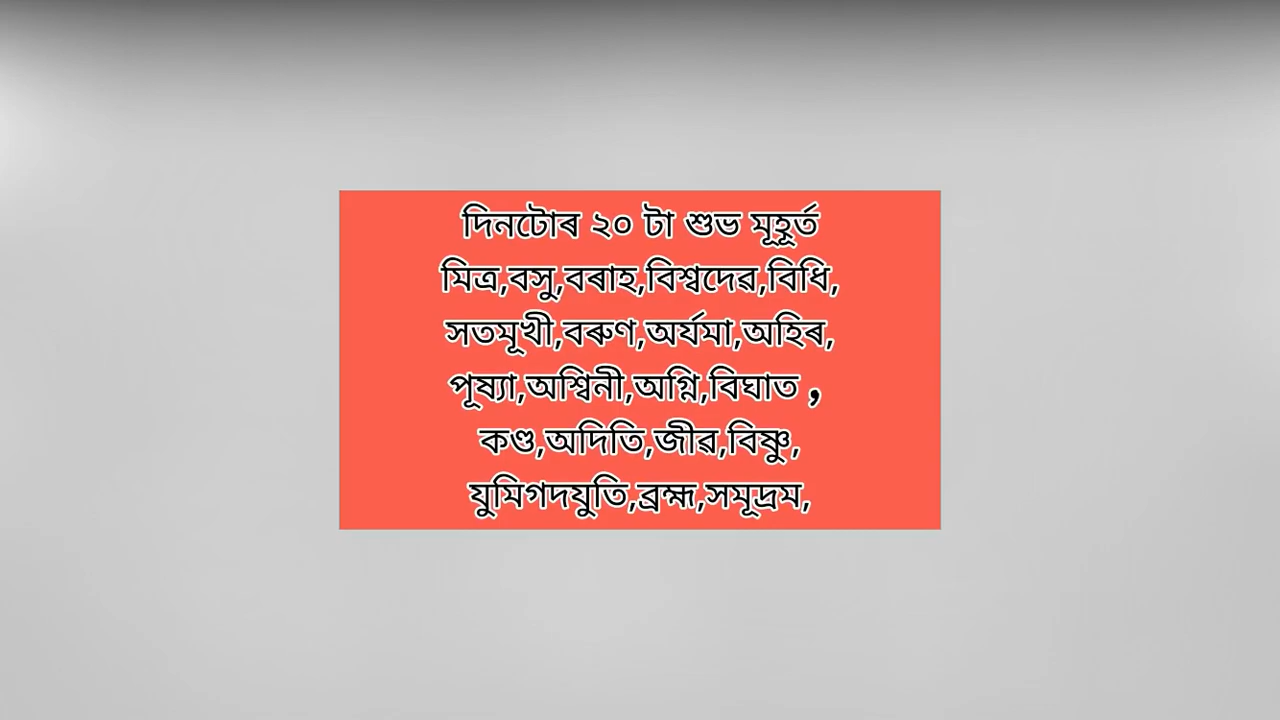 দিনটোৰ ২০ টা শুভ মূহূৰ্ত
মিত্ৰ,বসু,বৰাহ,বিশ্বদেৱ,বিধি,
সতমূখী,বৰুণ,অৰ্যমা,অহিৰ,
পূষ্যা,অশ্বিনী,অগ্নি,বিঘাত ,
কণ্ড,অদিতি,জীৱ,বিষ্ণু,
যুমিগদযুতি,ব্ৰহ্ম,সমূদ্ৰম,